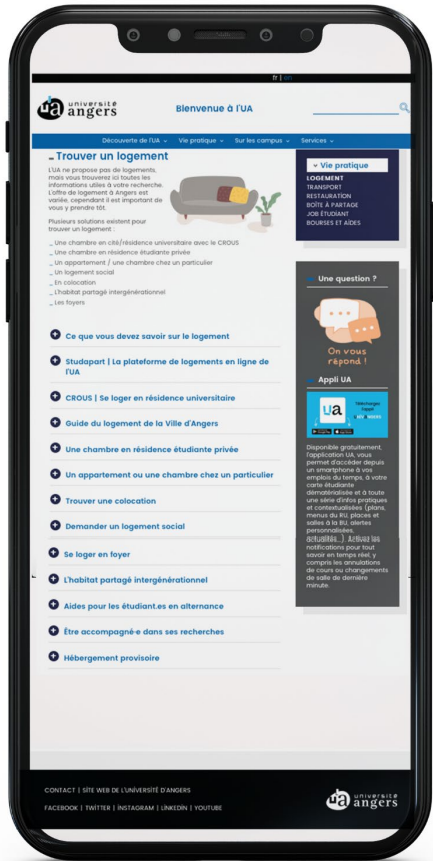 fr | en
université
angers
Bienvenue à l'UA
Découverte de l'UA
Vie pratique
Sur les campus
Services
Trouver un logement
L'UA ne propose pas de logements,
mais vous trouverez ici toutes les
informations utiles à votre recherche.
L'offre de logement à Angers est
variée, cependant il est important de
vous y prendre tôt.
Plusieurs solutions existent pour
trouver un logement :
_ Une chambre en cité/résidence universitaire avec le CROUS
_ Une chambre en résidence étudiante privée
_ Un appartement / une chambre chez un particulier
_ Un logement social
_ En colocation
_ L'habitat partagé intergénérationnel
_ Les foyers
Ce que vous devez savoir sur le logement
Studapart | La plateforme de logements en ligne de
l'UA
CROUS | Se loger en résidence universitaire
Guide du logement de la Ville d'Angers
Une chambre en résidence étudiante privée
Un appartement ou une chambre chez un particulier
Trouver une colocation
Demander un logement social
Se loger en foyer
L'habitat partagé intergénérationnel
Aides pour les étudiant.es en alternance
Être accompagné·e dans ses recherches
Hébergement provisoire
Vie pratique
LOGEMENT
TRANSPORT
RESTAURATION
BOÎTE À PARTAGE
JOB ÉTUDIANT
BOURSES ET AIDES
Une question ?
On vous
répond !
Appli UA
ua
Téléchargez
l'appli
Disponible gratuitement,
l'application UA, vous
permet d'accéder depuis
un smartphone à vos
emplois du temps, à votre
carte étudiante
dématérialisée et à toute
une série d'infos pratiques
et contextualisées (plans,
menus du RU, places et
salles à la BU, alertes
personnalisées,
actualités...). Activez les
notifications pour tout
savoir en temps réel, y
compris les annulations
de cours ou changements
de salle de dernière
minute.
CONTACT | SITE WEB DE L'UNIVERSITÉ D'ANGERS
FACEBOOK | TWITTER | INSTAGRAM | LINKEDIN | YOUTUBE
université
angers